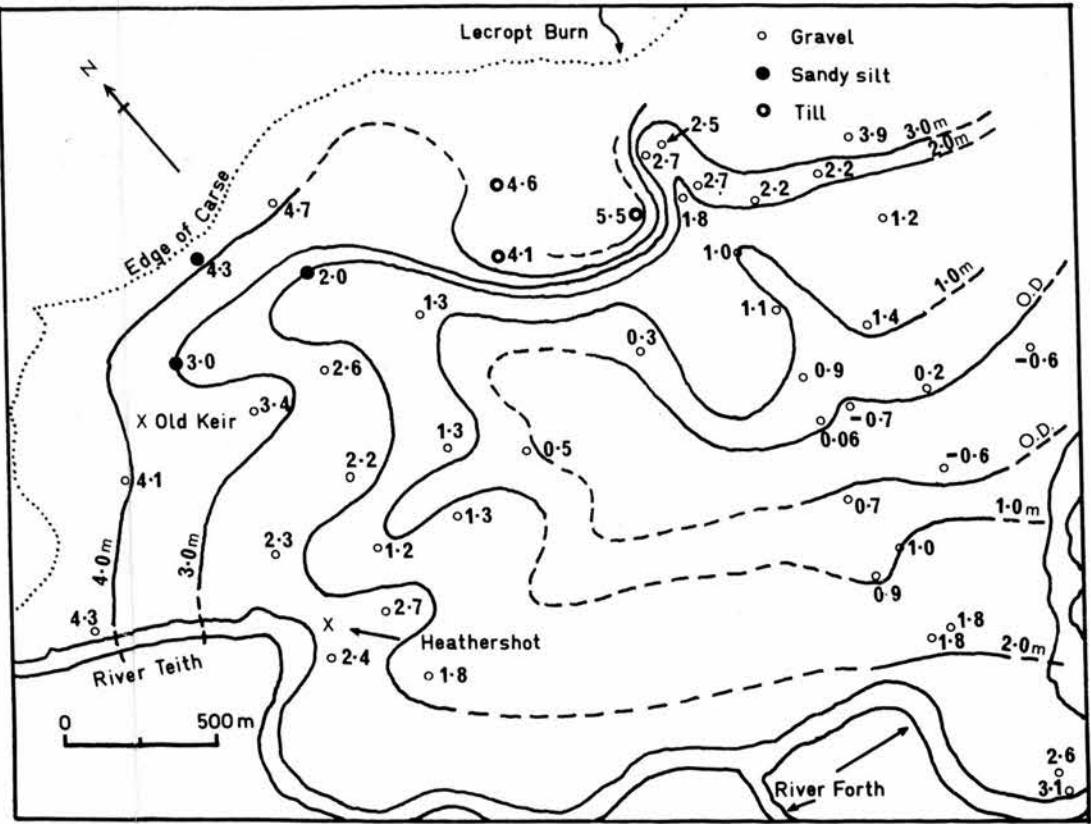 Lecropt Burn
Gravel
Sandy silt
Till
N
Edge of Carse
2.5
3.9
3.0m
2.0m
2.7
2.2
2.7
2.2
4.6
4.7
5.5
1.8
1.2
4.3
4.1
1.0
2.0
1.3
1.1
1.4
1.0m
O.D.
-0.6
0.3
3.0
2.6
0.9
0.2
3.4
-0.7
0.06
X Old Keir
1.3
0.5
O.D.
-0.6
4.1
2.2
0.7
1.3
1.0m
4.0m
3.0m
2.3
1.2
1.0
0.9
2.7
4.3
X
Heathershot
1.8
1.8
2.0m
River Teith
2.4
1.8
0 500m
River Forth
2.6
3.1